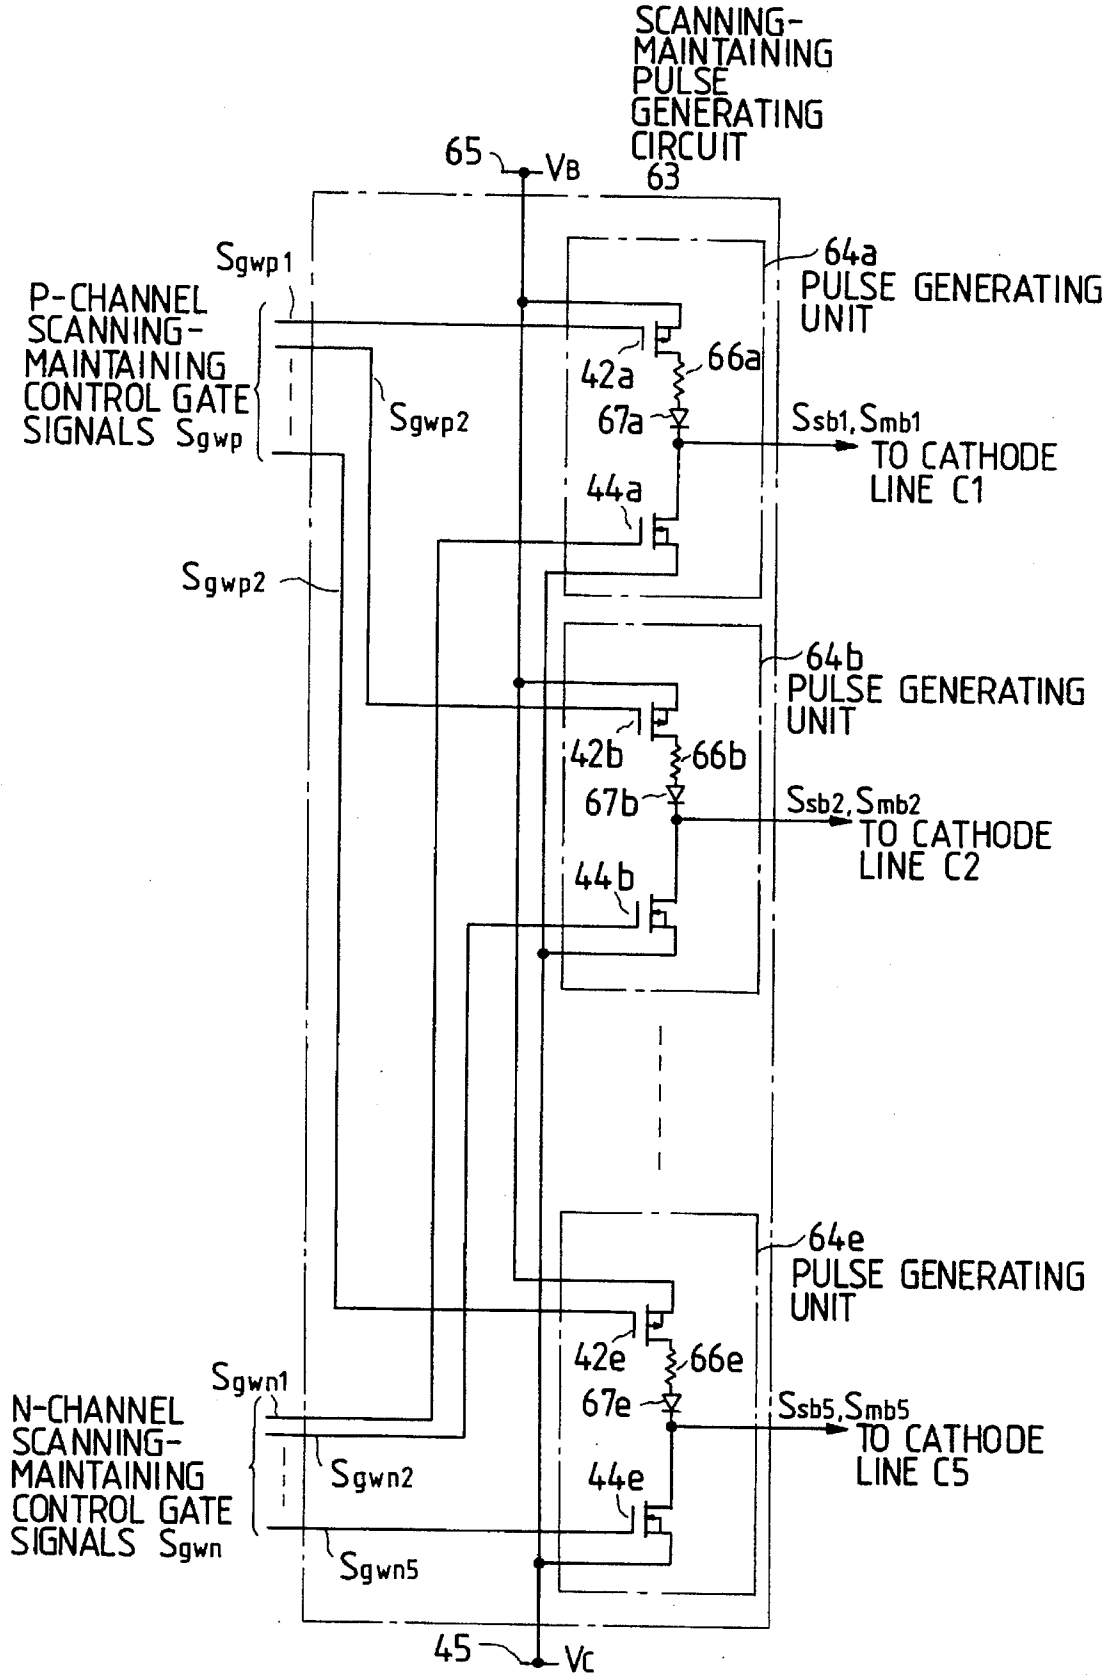 SCANNING-
MAINTAINING
PULSE
GENERATING
CIRCUIT
63
65
VB
Sgwp1
64a
PULSE GENERATING
UNIT
P-CHANNEL
SCANNING-
MAINTAINING
CONTROL GATE
SIGNALS Sgwp
42a
66a
Sgwp2
67a
Ssb1, Smb1
TO CATHODE
LINE C1
44a
Sgwp2
64b
PULSE GENERATING
UNIT
42b
66b
67b
Ssb2, Smb2
TO CATHODE
LINE C2
44b
64e
PULSE GENERATING
UNIT
42e
66e
Sgwn1
67e
Ssb5, Smb5
TO CATHODE
LINE C5
N-CHANNEL
SCANNING-
MAINTAINING
CONTROL GATE
SIGNALS Sgwn
Sgwn2
44e
Sgwn5
45
VC